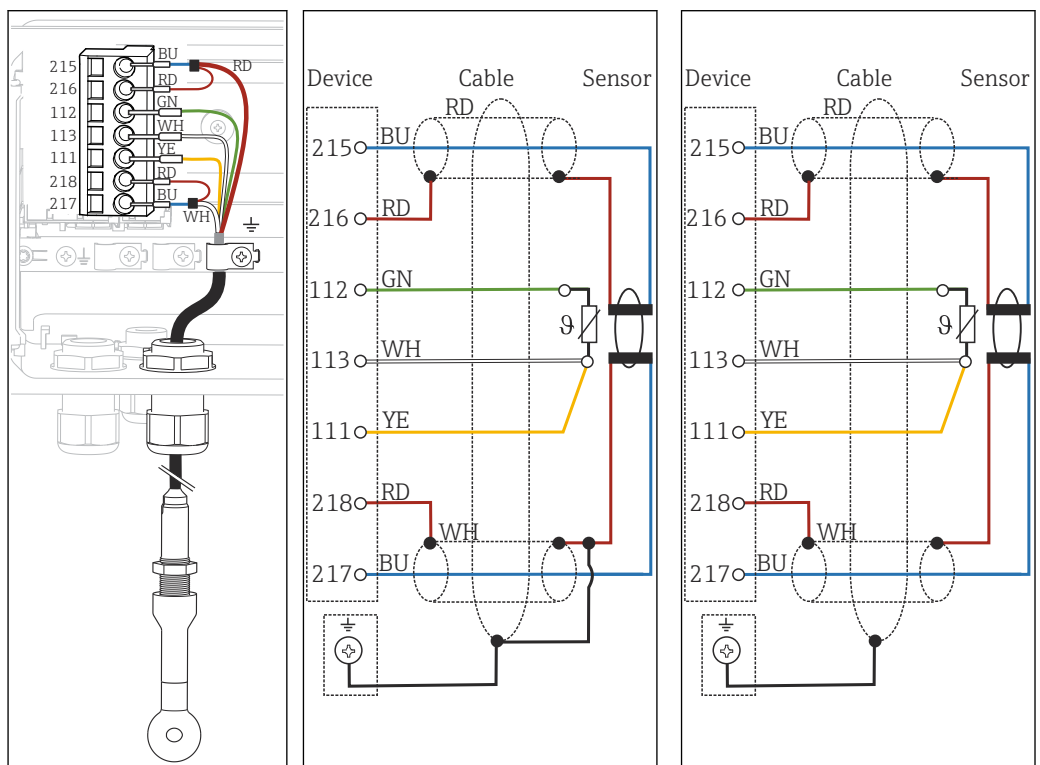 215 BU RD
216 RD
112 GN
113 WH
111 YE
218 RD
217 BU
WH
Device Cable Sensor
RD
215 BU
216 RD
112 GN
ϑ
113 WH
111 YE
218 RD
WH
217 BU
Device Cable Sensor
RD
215 BU
216 RD
112 GN
ϑ
113 WH
111 YE
218 RD
WH
217 BU